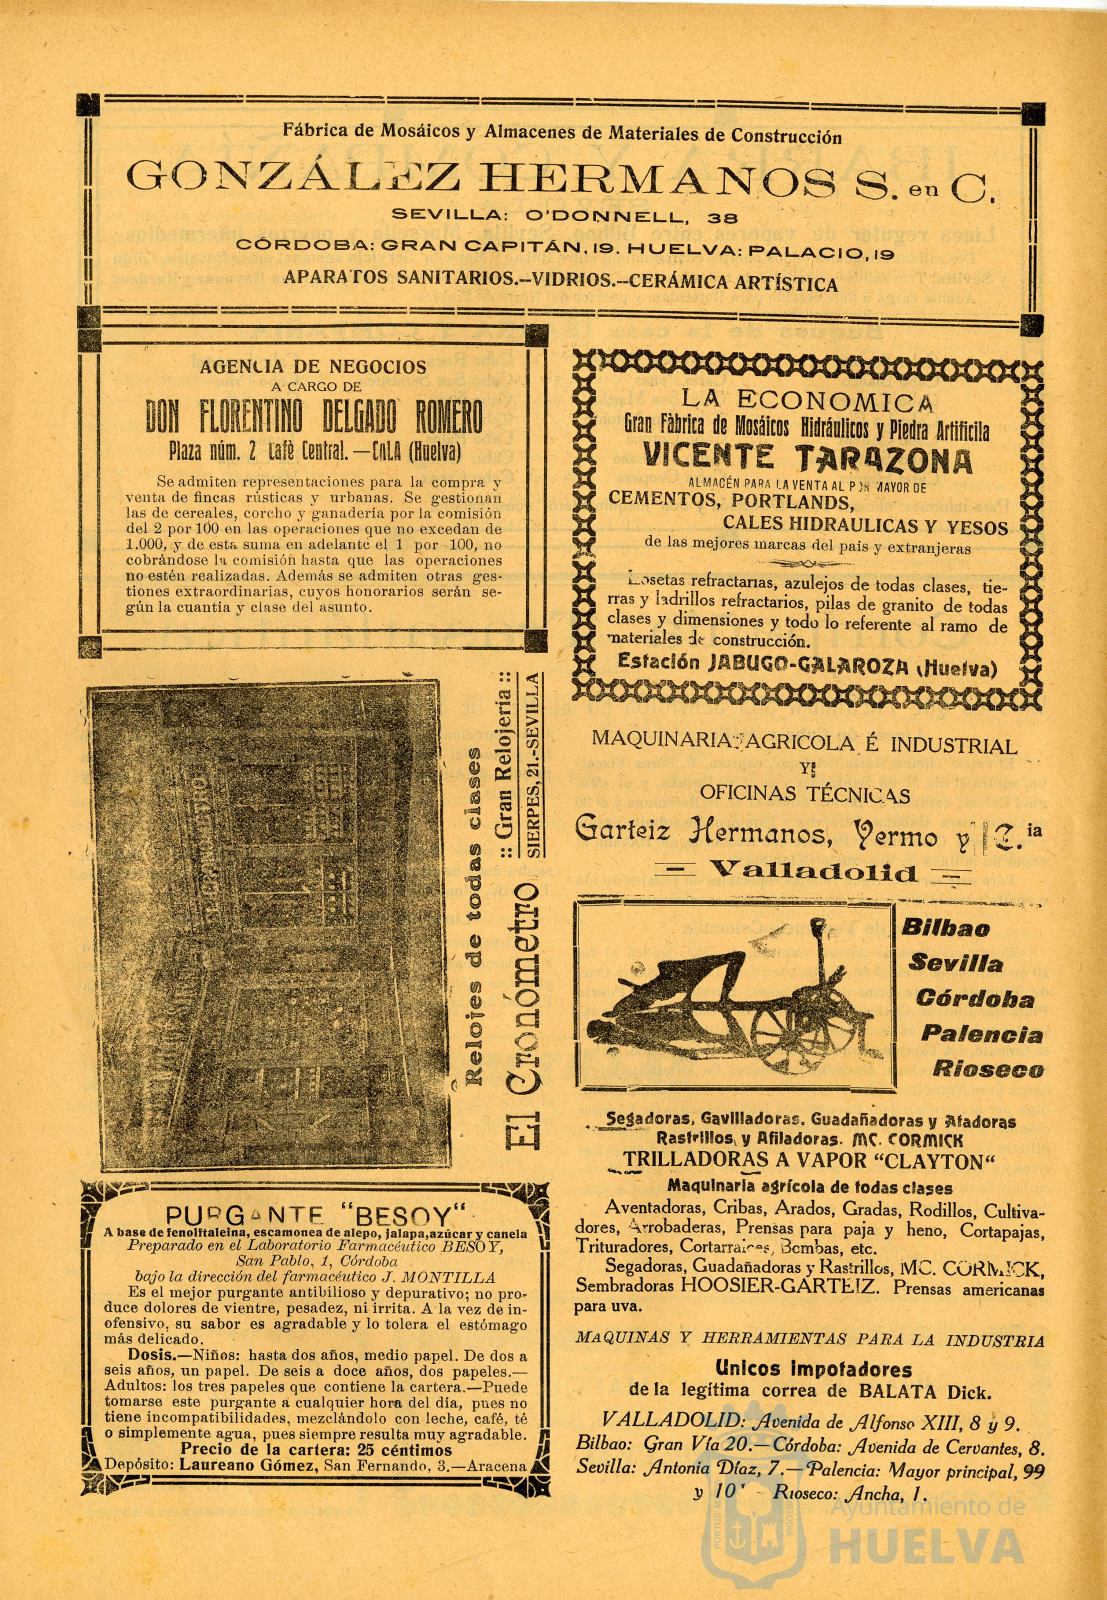 Fábrica de Mosáicos y Almacenes de Materiales de Construcción
GONZÁLEZ HERMANOS S. en C.
SEVILLA: O'DONNELL, 38
CÓRDOBA: GRAN CAPITÁN, 19. HUELVA: PALACIO, 19
APARATOS SANITARIOS.--VIDRIOS.--CERÁMICA ARTÍSTICA
AGENCIA DE NEGOCIOS
A CARGO DE
DON FLORENTINO DELGADO ROMERO
Plaza núm. 2 Café Central.—CALA (Huelva)
Se admiten representaciones para la compra y
venta de fincas rústicas y urbanas. Se gestionan
las de cereales, corcho y ganadería por la comisión
del 2 por 100 en las operaciones que no excedan de
1.000, y de esta suma en adelante el 1 por 100, no
cobrándose la comisión hasta que las operaciones
no estén realizadas. Además se admiten otras ges-
tiones extraordinarias, cuyos honorarios serán se-
gún la cuantía y clase del asunto.
LA ECONOMICA
Gran Fàbrica de Mosáicos Hidráulicos y Piedra Artificila
VICENTE TARAZONA
ALMACÉN PARA LA VENTA AL POR MAYOR DE
CEMENTOS, PORTLANDS,
CALES HIDRAULICAS Y YESOS
de las mejores marcas del país y extranjeras
Losetas refractarias, azulejos de todas clases, tie-
rras y ladrillos refractarios, pilas de granito de todas
clases y dimensiones y todo lo referente al ramo de
materiales de construcción.
Estación JABUGO-GALAROZA (Huelva)
El Cronómetro :: Gran Relojería ::
SIERPES, 21.-SEVILLA
Relojes de todas clases
PURGANTE "BESOY"
A base de fenolftaleina, escamonea de alepo, jalapa, azúcar y canela
Preparado en el Laboratorio Farmacéutico BESOY,
San Pablo, 1, Córdoba
bajo la dirección del farmacéutico J. MONTILLA
Es el mejor purgante antibilioso y depurativo; no pro-
duce dolores de vientre, pesadez, ni irrita. A la vez de in-
ofensivo, su sabor es agradable y lo tolera el estómago
más delicado.
Dosis.—Niños: hasta dos años, medio papel. De dos a
seis años, un papel. De seis a doce años, dos papeles.—
Adultos: los tres papeles que contiene la cartera.—Puede
tomarse este purgante a cualquier hora del día, pues no
tiene incompatibilidades, mezclándolo con leche, café, té
o simplemente agua, pues siempre resulta muy agradable.
Precio de la cartera: 25 céntimos
Depósito: Laureano Gómez, San Fernando, 3.—Aracena
MAQUINARIA AGRICOLA É INDUSTRIAL
Y
OFICINAS TÉCNICAS
Garteiz Hermanos, Yermo y C.ia
Valladolid
Bilbao
Sevilla
Córdoba
Palencia
Rioseco
Segadoras, Gavilladoras, Guadañadoras y Atadoras
Rastrillos y Afiladoras. MC. CORMICK
TRILLADORAS A VAPOR "CLAYTON"
Maquinaria agrícola de todas clases
Aventadoras, Cribas, Arados, Gradas, Rodillos, Cultiva-
dores, Arrobaderas, Prensas para paja y heno, Cortapajas,
Trituradores, Cortarraices, Bombas, etc.
Segadoras, Guadañadoras y Rastrillos, MC. CORMICK,
Sembradoras HOOSIER-GARTEIZ. Prensas americanas
para uva.
MAQUINAS Y HERRAMIENTAS PARA LA INDUSTRIA
Unicos impotadores
de la legítima correa de BALATA Dick.
VALLADOLID: Avenida de Alfonso XIII, 8 y 9.
Bilbao: Gran Vía 20.—Córdoba: Avenida de Cervantes, 8.
Sevilla: Antonia Díaz, 7.—Palencia: Mayor principal, 99
y - Rioseco: Ancha, 1.
Ayuntamiento de
HUELVA